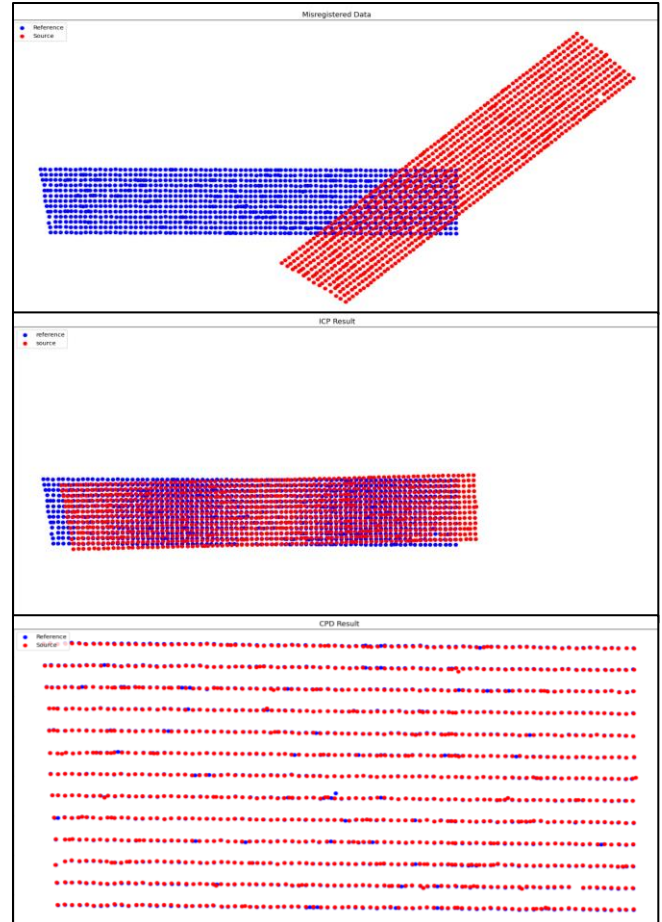 Misregistered Data
Reference
Source
ICP Result
reference
source
CPD Result
Reference
Source